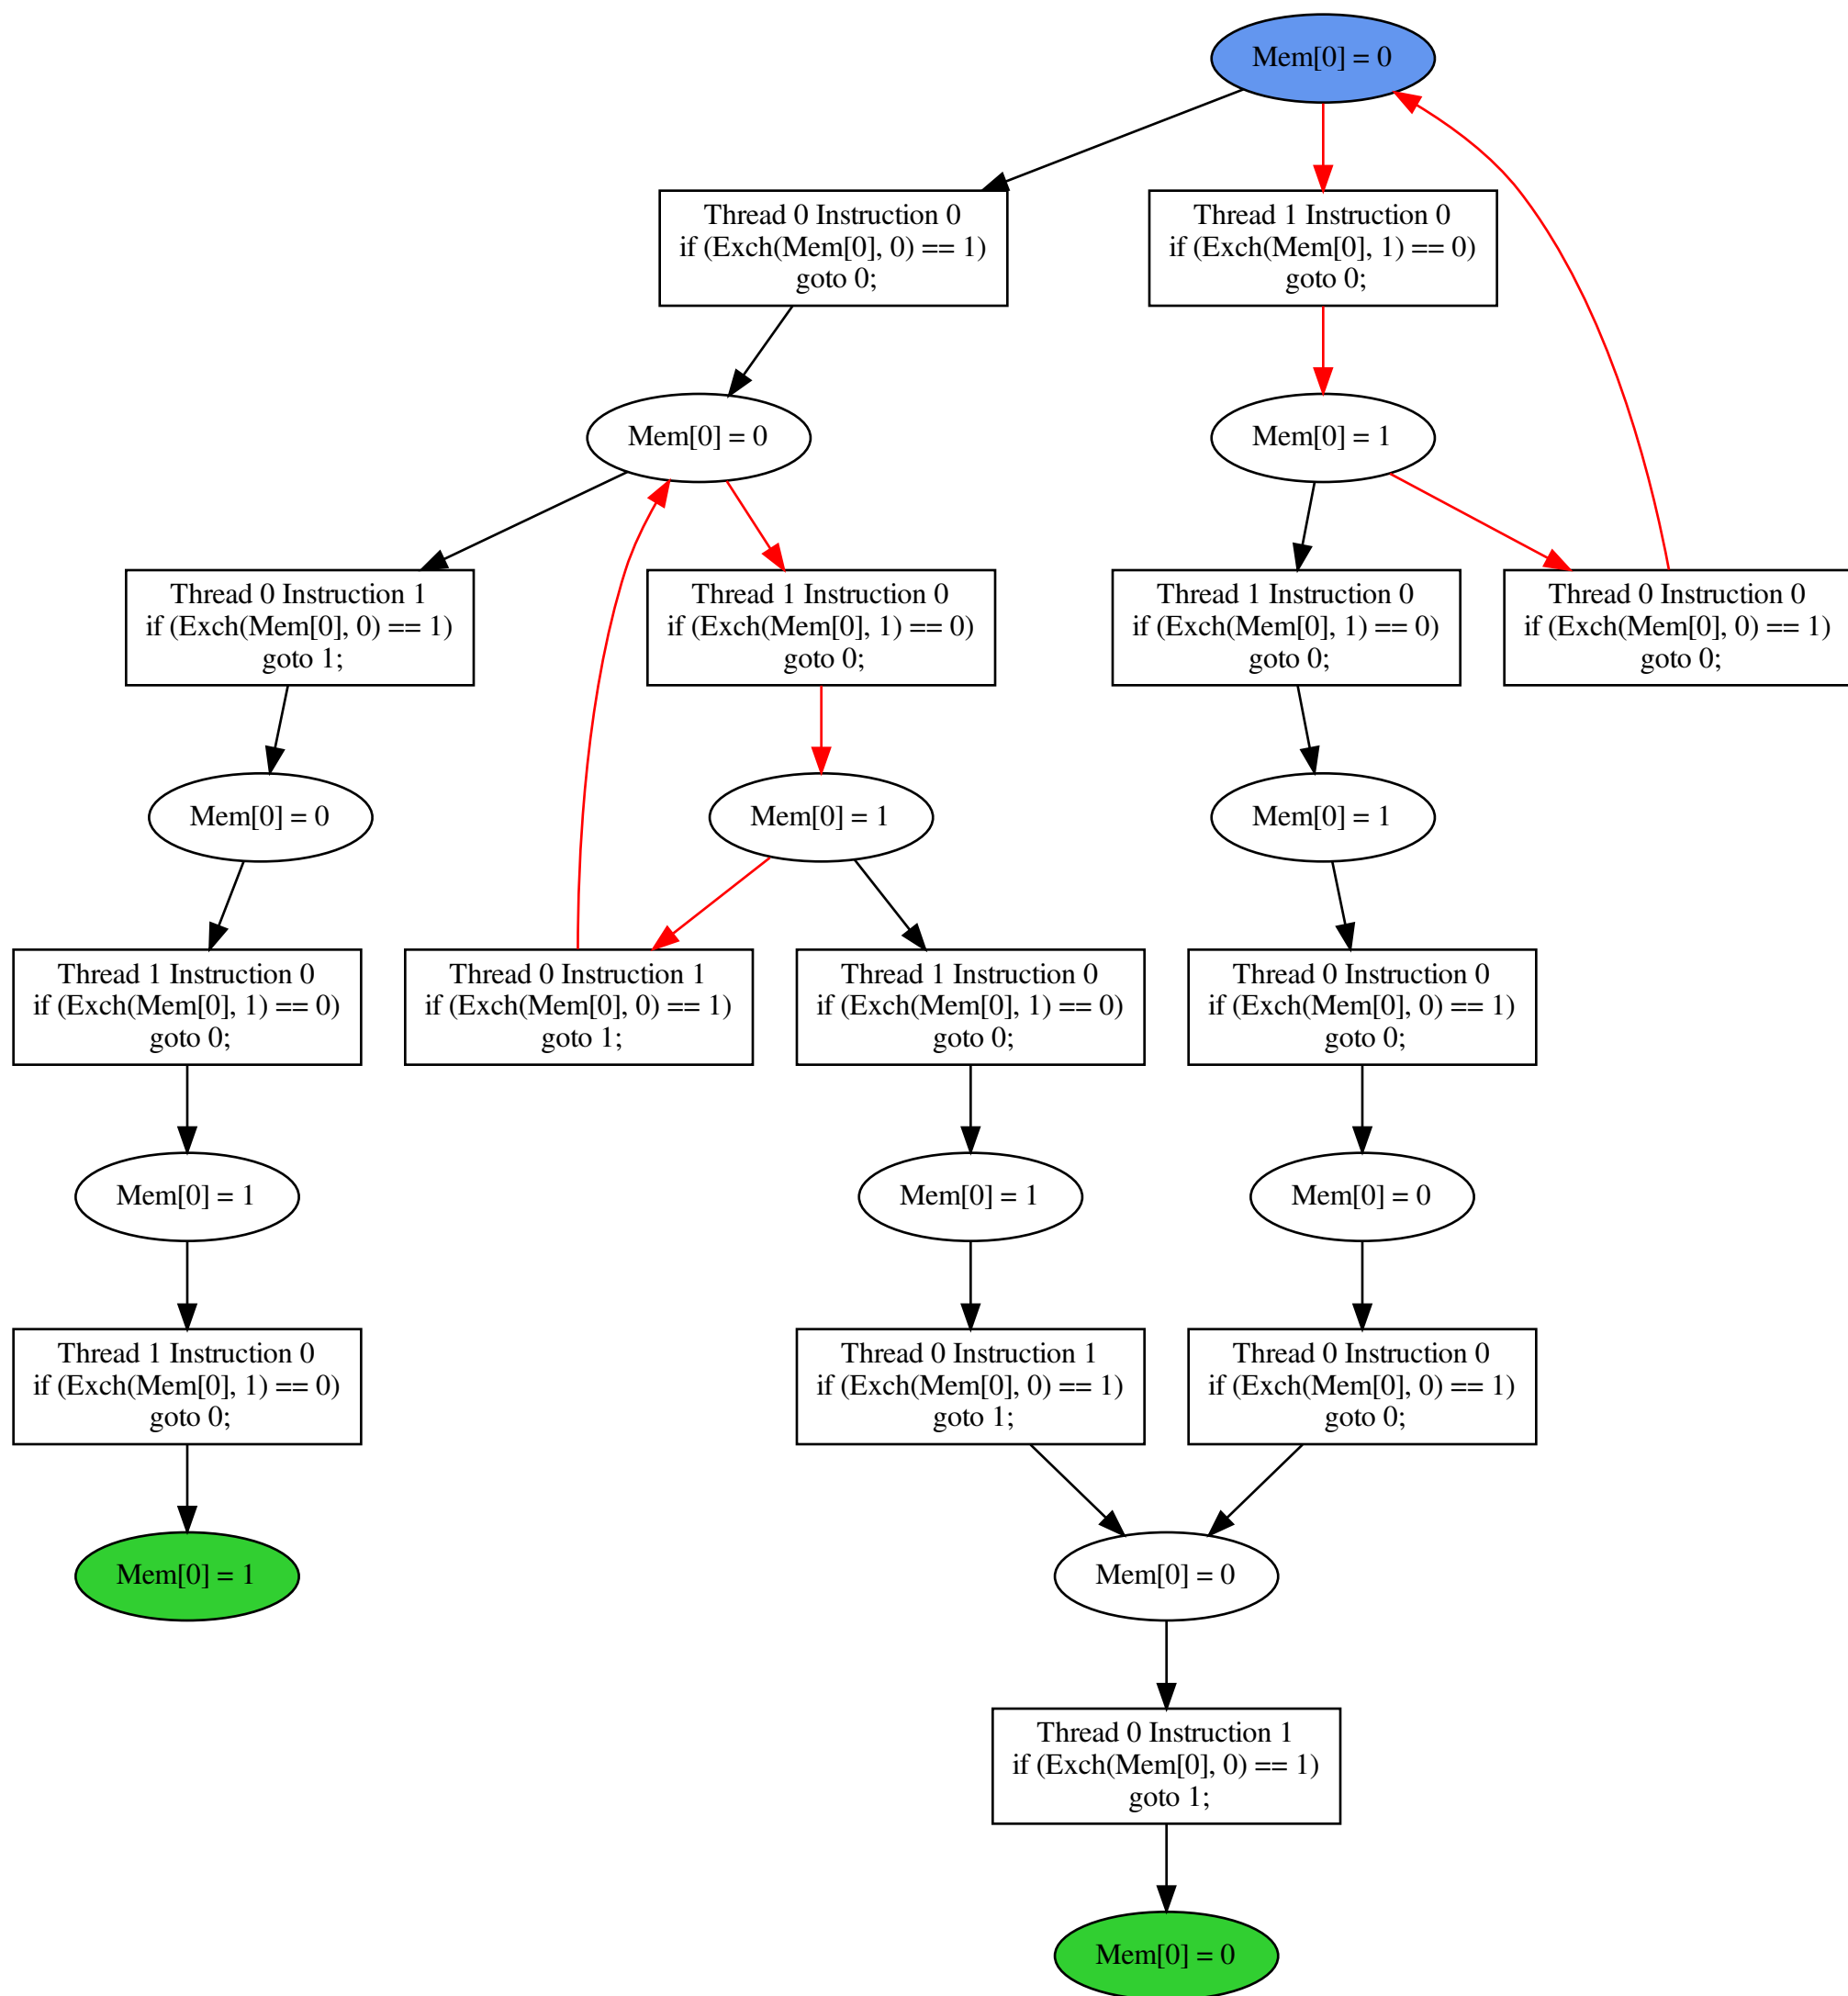 Mem[0] = 0
Thread 0 Instruction 0
if (Exch(Mem[0], 0) == 1)
goto 0;
Thread 1 Instruction 0
if (Exch(Mem[0], 1) == 0)
goto 0;
Mem[0] = 0
Mem[0] = 1
Thread 0 Instruction 1
if (Exch(Mem[0], 0) == 1)
goto 1;
Thread 1 Instruction 0
if (Exch(Mem[0], 1) == 0)
goto 0;
Thread 1 Instruction 0
if (Exch(Mem[0], 1) == 0)
goto 0;
Thread 0 Instruction 0
if (Exch(Mem[0], 0) == 1)
goto 0;
Mem[0] = 0
Mem[0] = 1
Mem[0] = 1
Thread 1 Instruction 0
if (Exch(Mem[0], 1) == 0)
goto 0;
Thread 0 Instruction 1
if (Exch(Mem[0], 0) == 1)
goto 1;
Thread 1 Instruction 0
if (Exch(Mem[0], 1) == 0)
goto 0;
Thread 0 Instruction 0
if (Exch(Mem[0], 0) == 1)
goto 0;
Mem[0] = 1
Mem[0] = 1
Mem[0] = 0
Thread 1 Instruction 0
if (Exch(Mem[0], 1) == 0)
goto 0;
Thread 0 Instruction 1
if (Exch(Mem[0], 0) == 1)
goto 1;
Thread 0 Instruction 0
if (Exch(Mem[0], 0) == 1)
goto 0;
Mem[0] = 1
Mem[0] = 0
Thread 0 Instruction 1
if (Exch(Mem[0], 0) == 1)
goto 1;
Mem[0] = 0